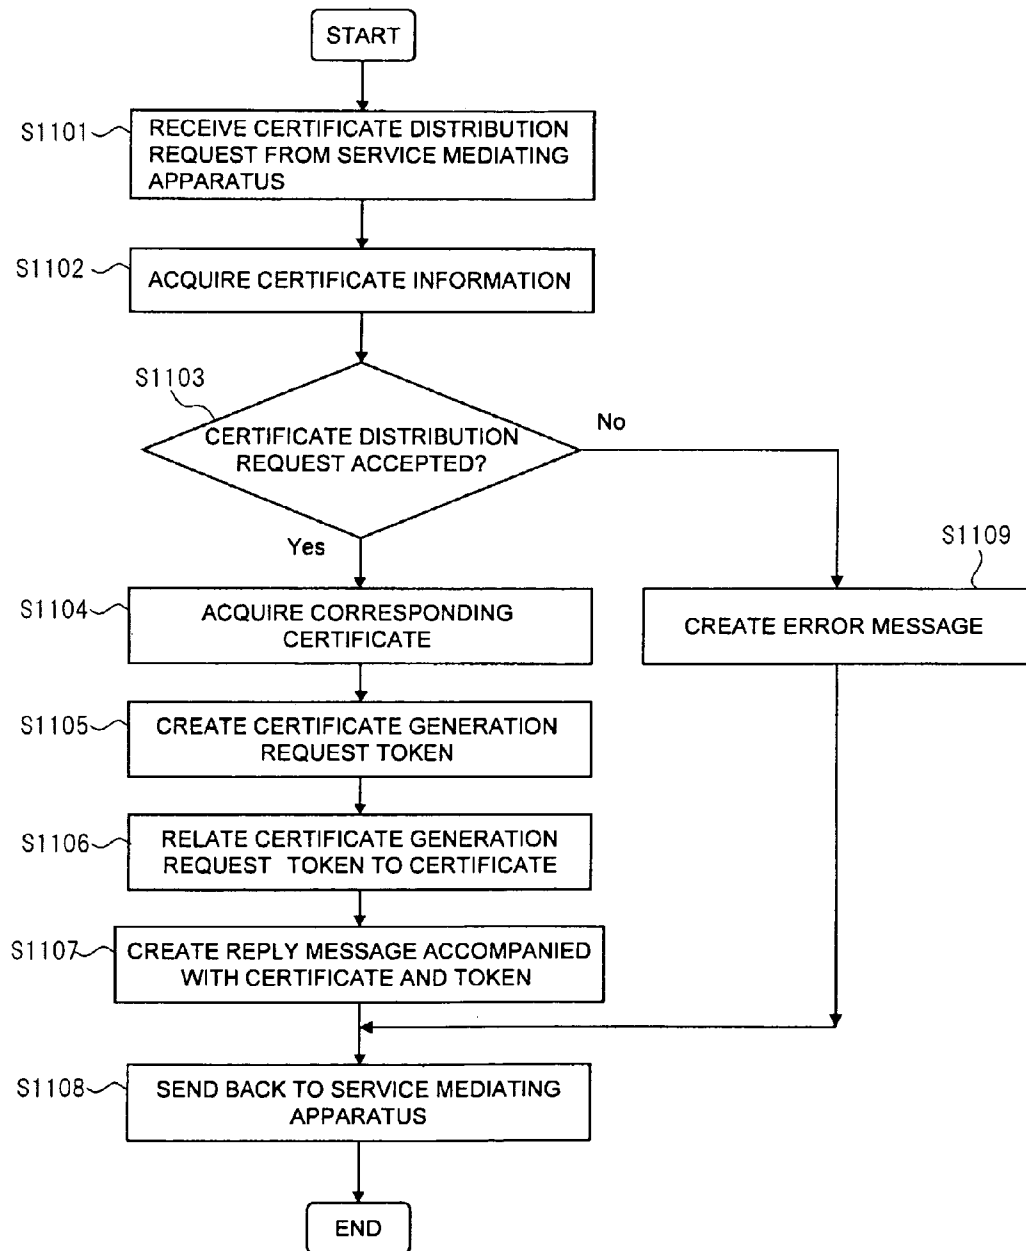 START
S1101
RECEIVE CERTIFICATE DISTRIBUTION
REQUEST FROM SERVICE MEDIATING
APPARATUS
S1102
ACQUIRE CERTIFICATE INFORMATION
S1103
CERTIFICATE DISTRIBUTION
REQUEST ACCEPTED?
No
Yes
S1109
CREATE ERROR MESSAGE
S1104
ACQUIRE CORRESPONDING
CERTIFICATE
S1105
CREATE CERTIFICATE GENERATION
REQUEST TOKEN
S1106
RELATE CERTIFICATE GENERATION
REQUEST TOKEN TO CERTIFICATE
S1107
CREATE REPLY MESSAGE ACCOMPANIED
WITH CERTIFICATE AND TOKEN
S1108
SEND BACK TO SERVICE MEDIATING
APPARATUS
END